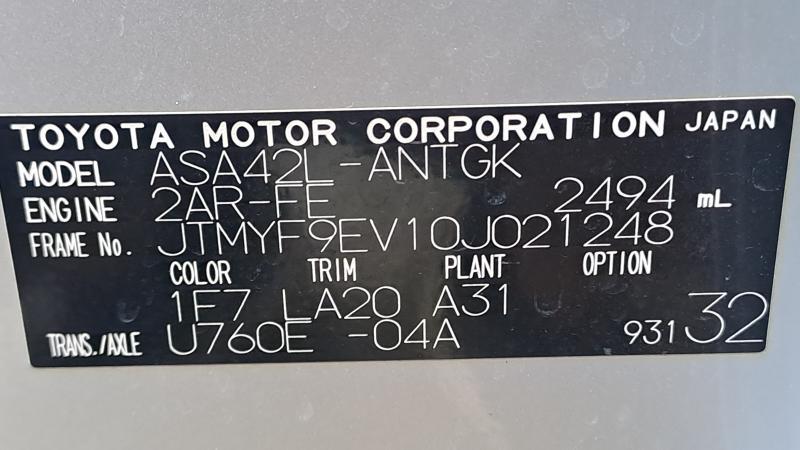 TOYOTA MOTOR CORPORATION JAPAN
MODEL ASA42L-ANTGK
ENGINE 2AR-FE 2494 mL
FRAME No. JTMYF9EV10J021248
COLOR TRIM PLANT OPTION
1F7 LA20 A31
TRANS./AXLE U760E -04A 931 32